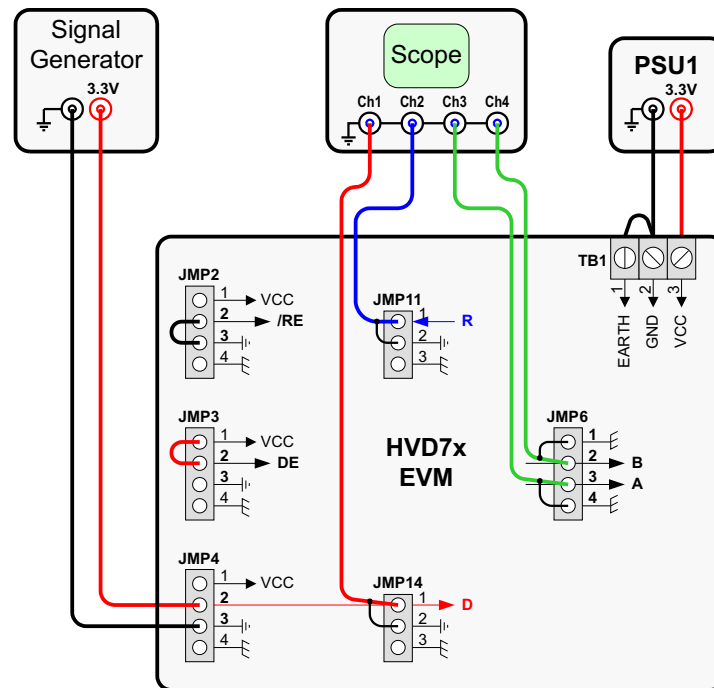 Signal
Generator
3.3V
Scope
Ch1 Ch2 Ch3 Ch4
PSU1
3.3V
TB1
1 2 3
EARTH
GND
VCC
JMP2
1 VCC
2 /RE
3
4
JMP11
1 R
2
3
JMP3
1 VCC
2 DE
3
4
HVD7x
EVM
JMP6
1
2 B
3 A
4
JMP4
1 VCC
2
3
4
JMP14
1 D
2
3